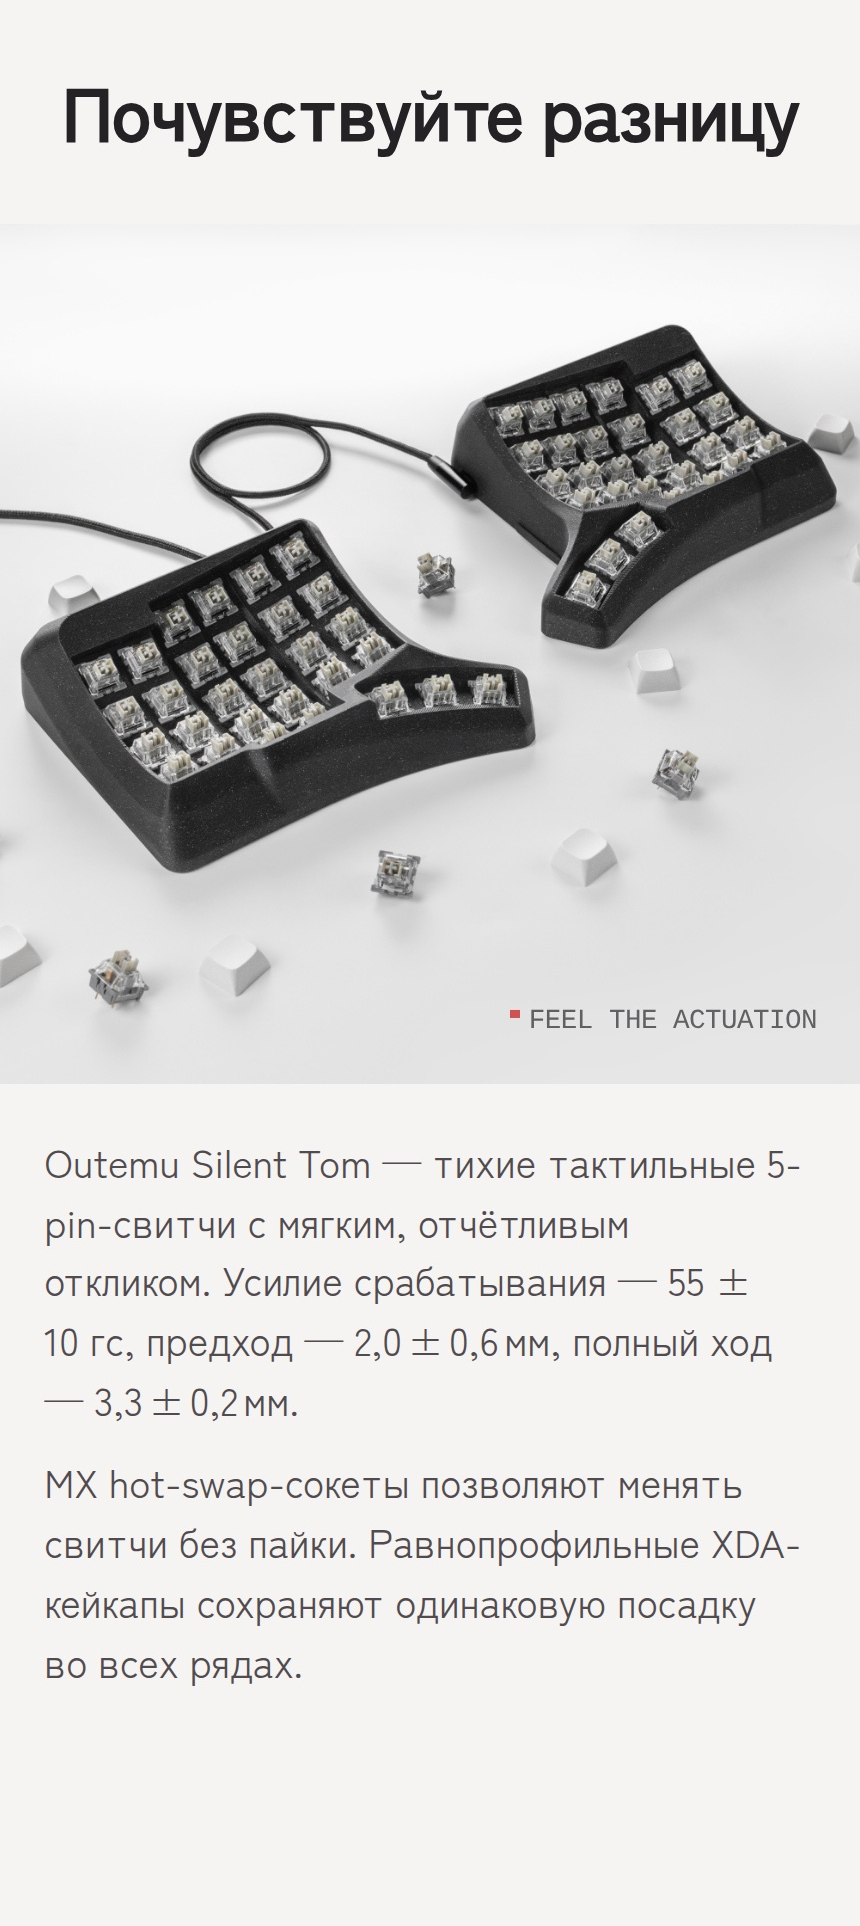 Почувствуйте разницу
FEEL THE ACTUATION
Outemu Silent Tom — тихие тактильные 5-
pin-свитчи с мягким, отчётливым
откликом. Усилие срабатывания — 55 ±
10 гс, предход — 2,0 ± 0,6 мм, полный ход
— 3,3 ± 0,2 мм.
MX hot-swap-сокеты позволяют менять
свитчи без пайки. Равнопрофильные XDA-
кейкапы сохраняют одинаковую посадку
во всех рядах.